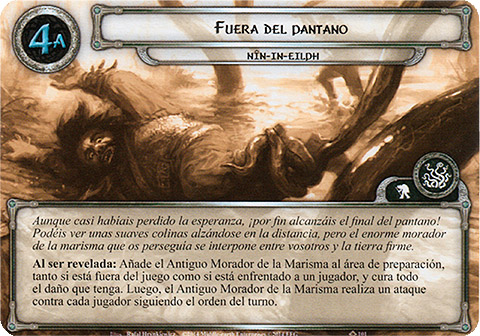 4A
FUERA DEL PANTANO
NÎN-IN-EILPH
Aunque casi habíais perdido la esperanza, ¡por fin alcanzáis el final del pantano!
Podéis ver unas suaves colinas alzándose en la distancia, pero el enorme morador
de la marisma que os perseguía se interpone entre vosotros y la tierra firme.
Al ser revelada: Añade el Antiguo Morador de la Marisma al área de preparación,
tanto si está fuera del juego como si está enfrentado a un jugador, y cura todo
el daño que tenga. Luego, el Antiguo Morador de la Marisma realiza un ataque
contra cada jugador siguiendo el orden del turno.